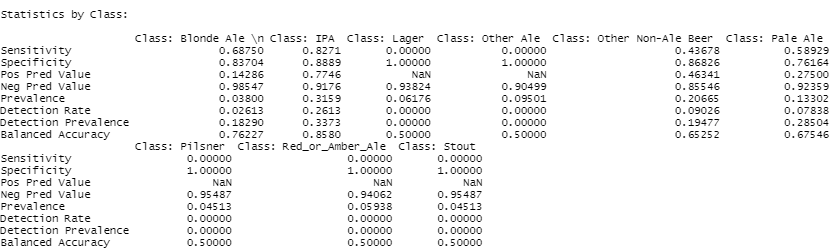 Statistics by Class:
Class: Blonde Ale \n Class: IPA Class: Lager Class: Other Ale Class: Other Non-Ale Beer Class: Pale Ale
Sensitivity 0.68750 0.8271 0.00000 0.00000 0.43678 0.58929
Specificity 0.83704 0.8889 1.00000 1.00000 0.86826 0.76164
Pos Pred Value 0.14286 0.7746 NaN NaN 0.46341 0.27500
Neg Pred Value 0.98547 0.9176 0.93824 0.90499 0.85546 0.92359
Prevalence 0.03800 0.3159 0.06176 0.09501 0.20665 0.13302
Detection Rate 0.02613 0.2613 0.00000 0.00000 0.09026 0.07838
Detection Prevalence 0.18290 0.3373 0.00000 0.00000 0.19477 0.28504
Balanced Accuracy 0.76227 0.8580 0.50000 0.50000 0.65252 0.67546
Class: Pilsner Class: Red_or_Amber_Ale Class: Stout
Sensitivity 0.00000 0.00000 0.00000
Specificity 1.00000 1.00000 1.00000
Pos Pred Value NaN NaN NaN
Neg Pred Value 0.95487 0.94062 0.95487
Prevalence 0.04513 0.05938 0.04513
Detection Rate 0.00000 0.00000 0.00000
Detection Prevalence 0.00000 0.00000 0.00000
Balanced Accuracy 0.50000 0.50000 0.50000